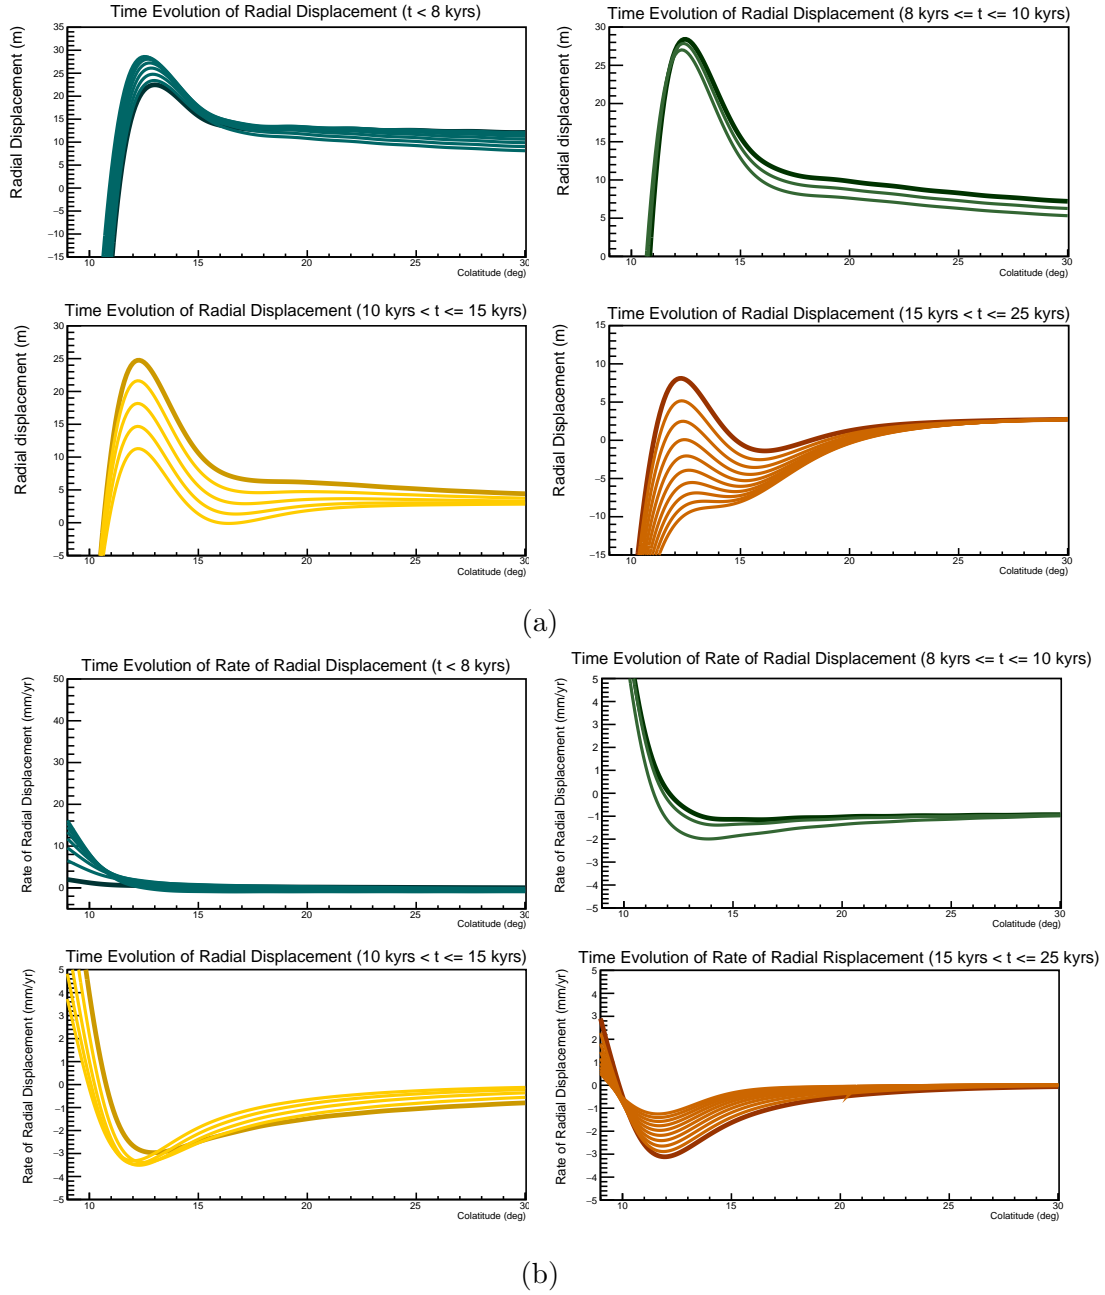 Time Evolution of Radial Displacement (t < 8 kyrs)
Radial Displacement (m)
35
30
25
20
15
10
5
0
−5
−10
−15
10 15 20 25 30
Colatitude (deg)
Time Evolution of Radial Displacement (8 kyrs <= t <= 10 kyrs)
Radial displacement (m)
30
25
20
15
10
5
0
10 15 20 25 30
Colatitude (deg)
Time Evolution of Radial Displacement (10 kyrs < t <= 15 kyrs)
Radial displacement (m)
30
25
20
15
10
5
0
−5
10 15 20 25 30
Colatitude (deg)
Time Evolution of Radial Displacement (15 kyrs < t <= 25 kyrs)
Radial Displacement (m)
15
10
5
0
−5
−10
−15
10 15 20 25 30
Colatitude (deg)
(a)
Time Evolution of Rate of Radial Displacement (t < 8 kyrs)
Rate of Radial Displacement (mm/yr)
50
40
30
20
10
0
10 15 20 25 30
Colatitude (deg)
Time Evolution of Rate of Radial Displacement (8 kyrs <= t <= 10 kyrs)
Rate of Radial Displacement (mm/yr)
5
4
3
2
1
0
−1
−2
−3
−4
−5
10 15 20 25 30
Colatitude (deg)
Time Evolution of Radial Displacement (10 kyrs < t <= 15 kyrs)
Rate of Radial Displacement (mm/yr)
5
4
3
2
1
0
−1
−2
−3
−4
−5
10 15 20 25 30
Colatitude (deg)
Time Evolution of Rate of Radial Risplacement (15 kyrs < t <= 25 kyrs)
Rate of Radial Displacement (mm/yr)
5
4
3
2
1
0
−1
−2
−3
−4
−5
10 15 20 25 30
Colatitude (deg)
(b)